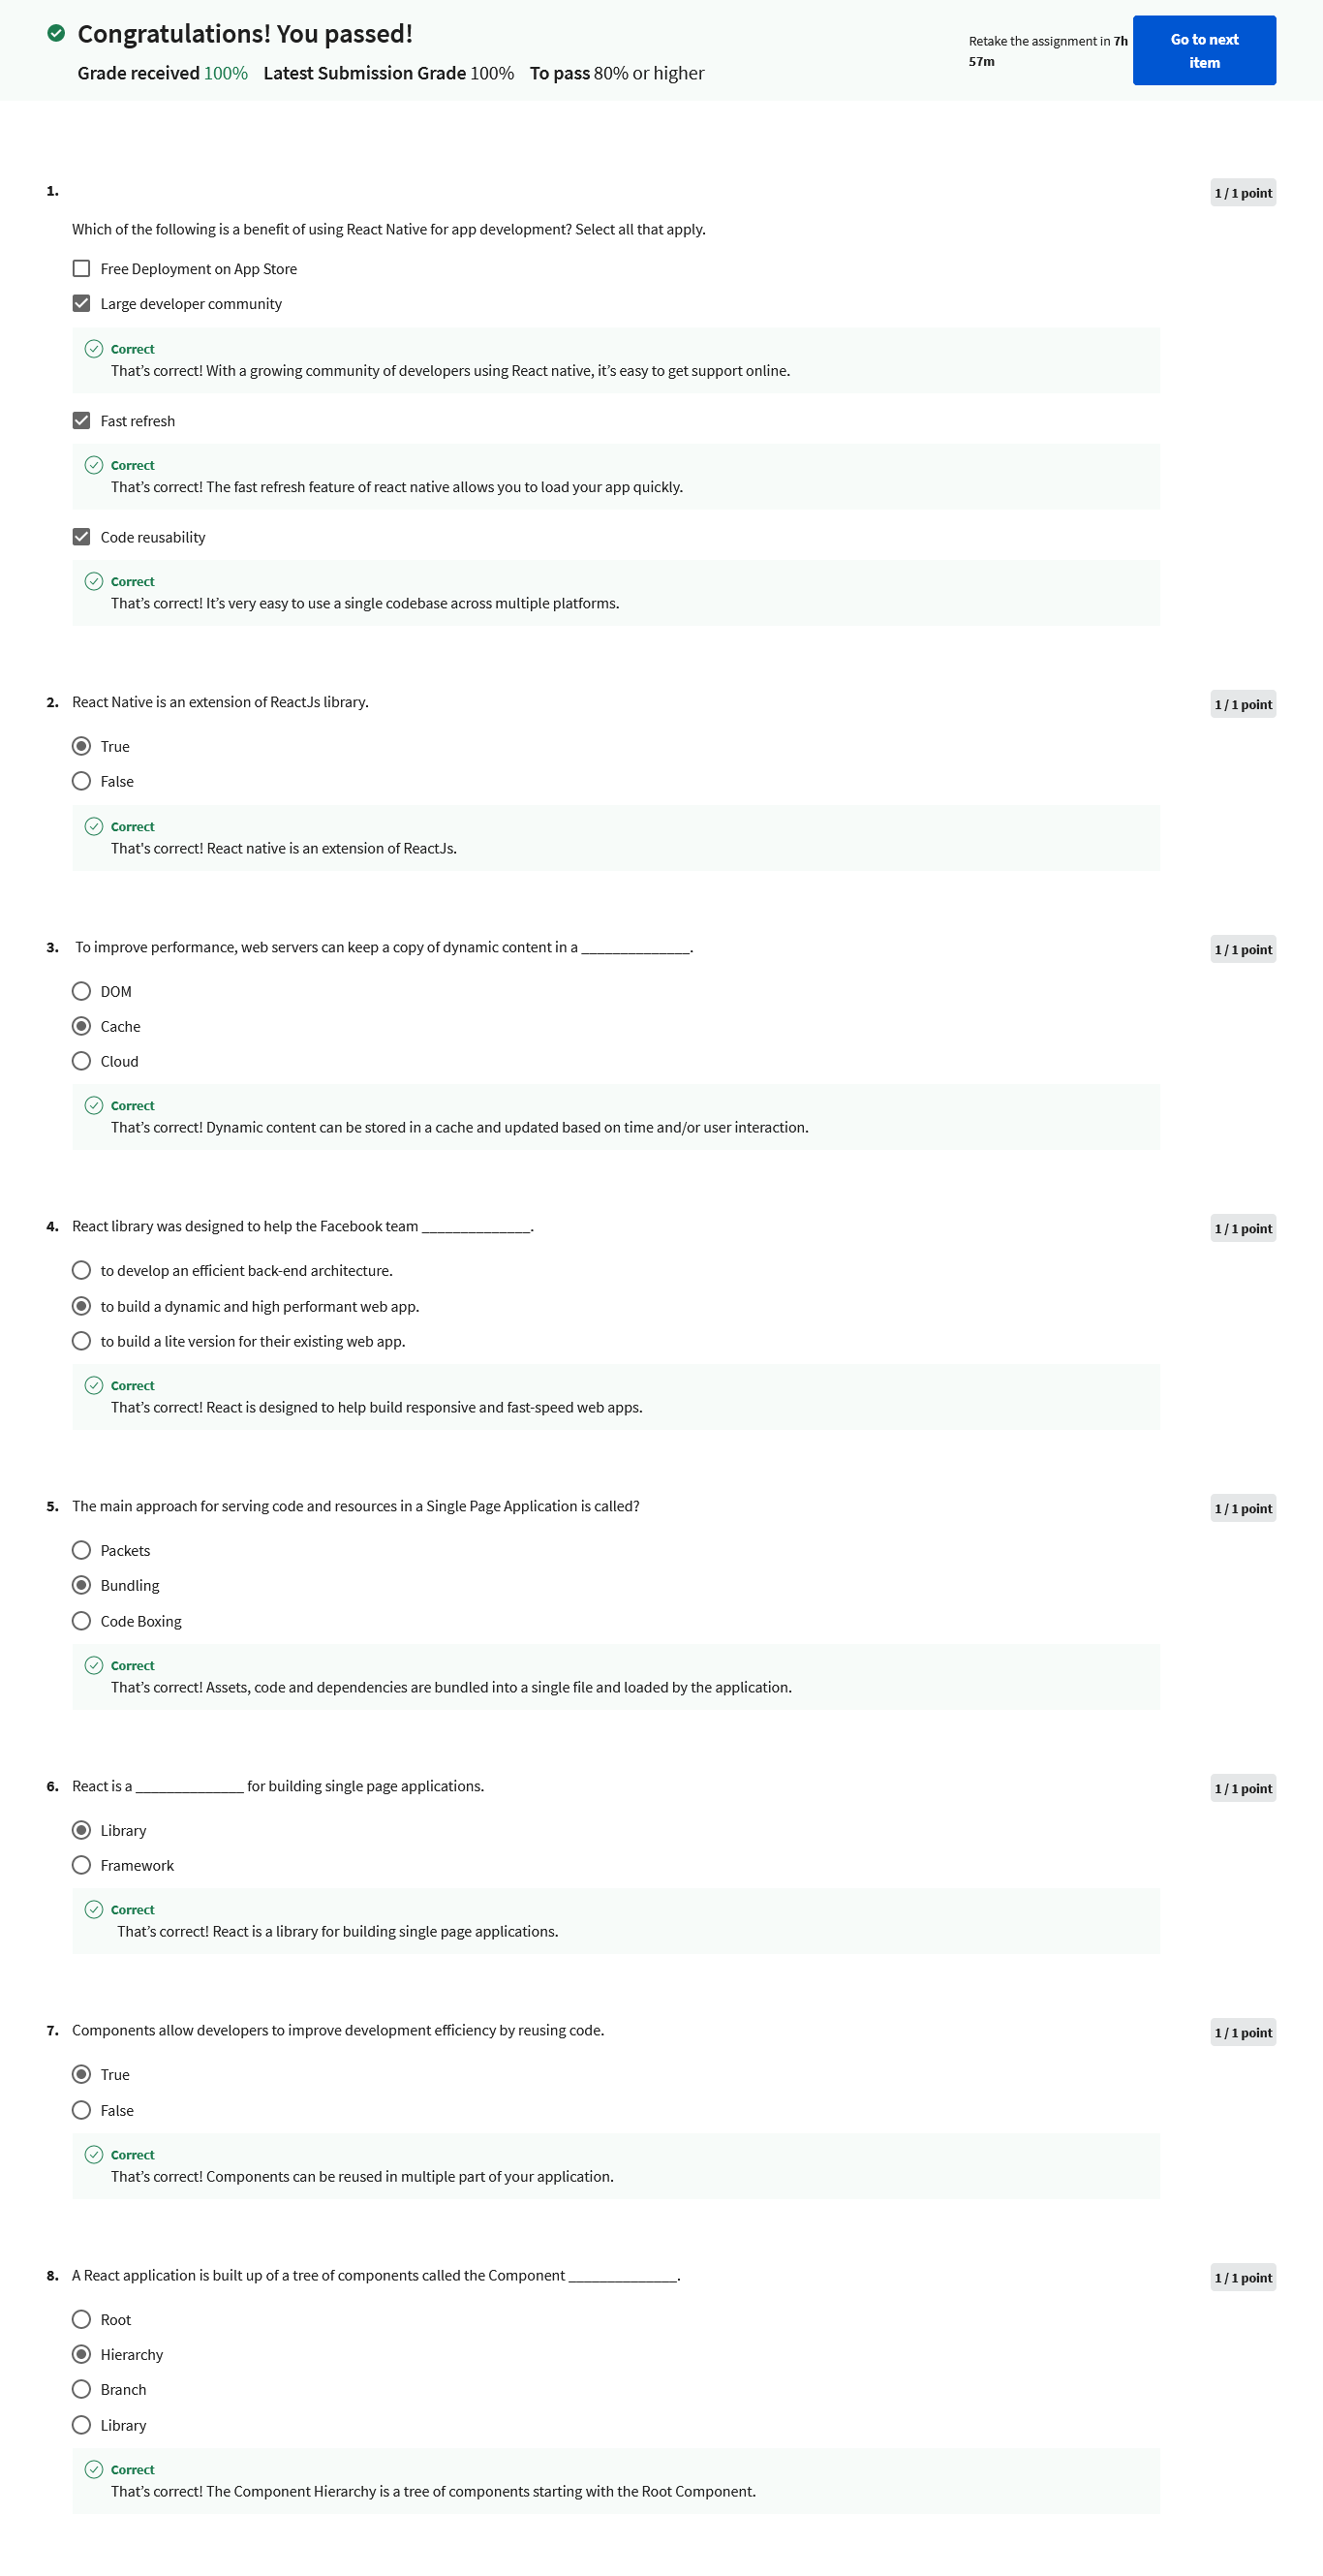 Congratulations! You passed!
Grade received 100% Latest Submission Grade 100% To pass 80% or higher
Retake the assignment in 7h
57m
Go to next
item
1.
1 / 1 point
Which of the following is a benefit of using React Native for app development? Select all that apply.
Free Deployment on App Store
Large developer community
Correct
That’s correct! With a growing community of developers using React native, it’s easy to get support online.
Fast refresh
Correct
That’s correct! The fast refresh feature of react native allows you to load your app quickly.
Code reusability
Correct
That’s correct! It’s very easy to use a single codebase across multiple platforms.
2. React Native is an extension of ReactJs library.
1 / 1 point
True
False
Correct
That's correct! React native is an extension of ReactJs.
3. To improve performance, web servers can keep a copy of dynamic content in a ______________.
1 / 1 point
DOM
Cache
Cloud
Correct
That’s correct! Dynamic content can be stored in a cache and updated based on time and/or user interaction.
4. React library was designed to help the Facebook team ______________.
1 / 1 point
to develop an efficient back-end architecture.
to build a dynamic and high performant web app.
to build a lite version for their existing web app.
Correct
That’s correct! React is designed to help build responsive and fast-speed web apps.
5. The main approach for serving code and resources in a Single Page Application is called?
1 / 1 point
Packets
Bundling
Code Boxing
Correct
That’s correct! Assets, code and dependencies are bundled into a single file and loaded by the application.
6. React is a ______________ for building single page applications.
1 / 1 point
Library
Framework
Correct
That’s correct! React is a library for building single page applications.
7. Components allow developers to improve development efficiency by reusing code.
1 / 1 point
True
False
Correct
That’s correct! Components can be reused in multiple part of your application.
8. A React application is built up of a tree of components called the Component ______________.
1 / 1 point
Root
Hierarchy
Branch
Library
Correct
That’s correct! The Component Hierarchy is a tree of components starting with the Root Component.